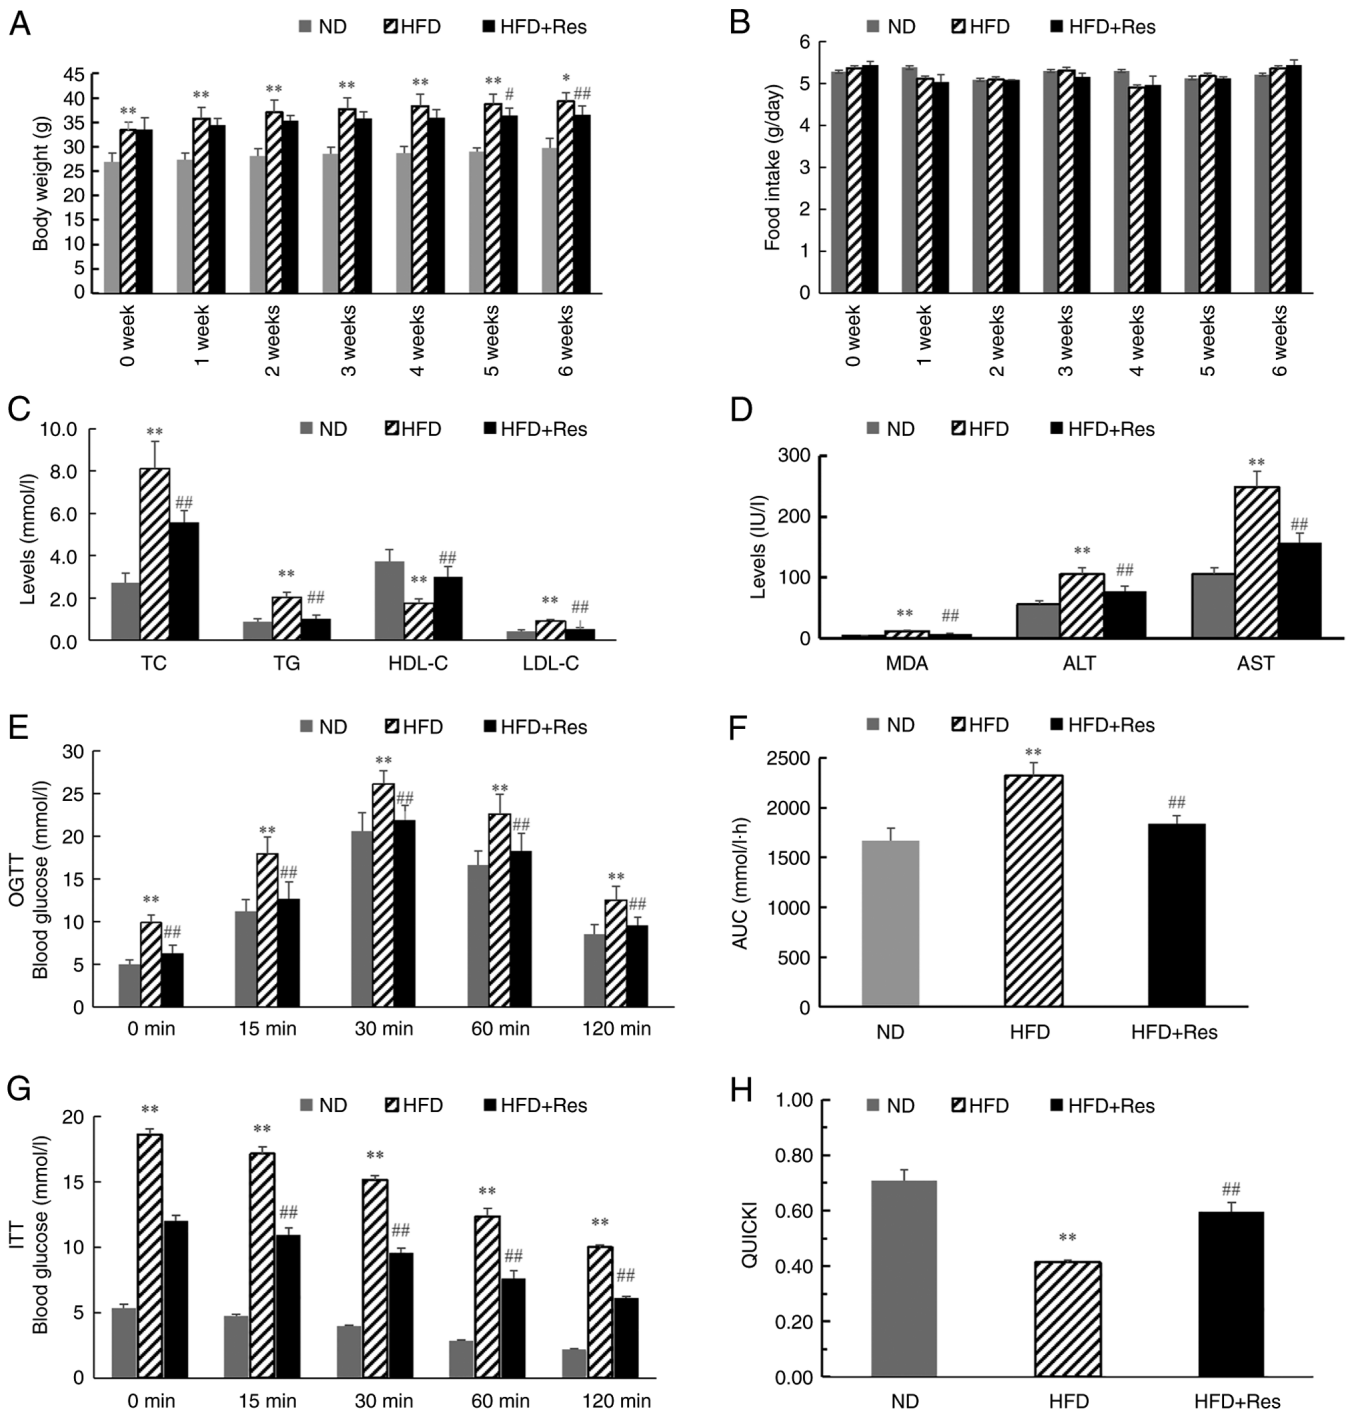 A
ND HFD HFD+Res
Body weight (g)
45
40
35
30
25
20
15
10
5
0
** ** ** ** ** ** *
# ##
0 week 1 week 2 weeks 3 weeks 4 weeks 5 weeks 6 weeks
B
ND HFD HFD+Res
Food intake (g/day)
6
5
4
3
2
1
0
0 week 1 week 2 weeks 3 weeks 4 weeks 5 weeks 6 weeks
C
ND HFD HFD+Res
Levels (mmol/l)
10.0
8.0
6.0
4.0
2.0
0.0
** ## ** ## ** ## ** ##
TC TG HDL-C LDL-C
D
ND HFD HFD+Res
Levels (IU/l)
300
200
100
0
** ## ** ## ** ##
MDA ALT AST
E
ND HFD HFD+Res
OGTT
Blood glucose (mmol/l)
30
25
20
15
10
5
0
** ## ** ## ** ## ** ## ** ##
0 min 15 min 30 min 60 min 120 min
F
ND HFD HFD+Res
AUC (mmol/l·h)
2500
2000
1500
1000
500
0
** ##
ND HFD HFD+Res
G
ND HFD HFD+Res
ITT
Blood glucose (mmol/l)
20
15
10
5
0
** ** ## ** ## ** ## ** ##
0 min 15 min 30 min 60 min 120 min
H
ND HFD HFD+Res
QUICKI
1.00
0.80
0.60
0.40
0.20
0.00
** ##
ND HFD HFD+Res